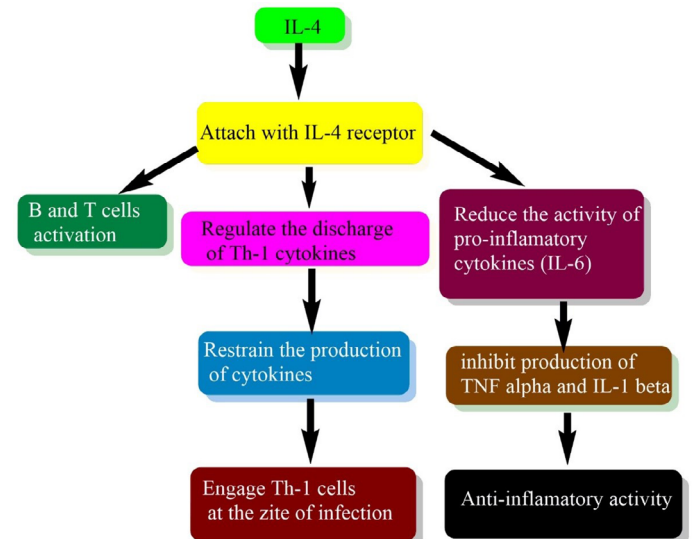 IL-4
Attach with IL-4 receptor
B and T cells
activation
Regulate the discharge
of Th-1 cytokines
Reduce the activity of
pro-inflamatory
cytokines (IL-6)
Restrain the production
of cytokines
inhibit production of
TNF alpha and IL-1 beta
Engage Th-1 cells
at the zite of infection
Anti-inflamatory activity